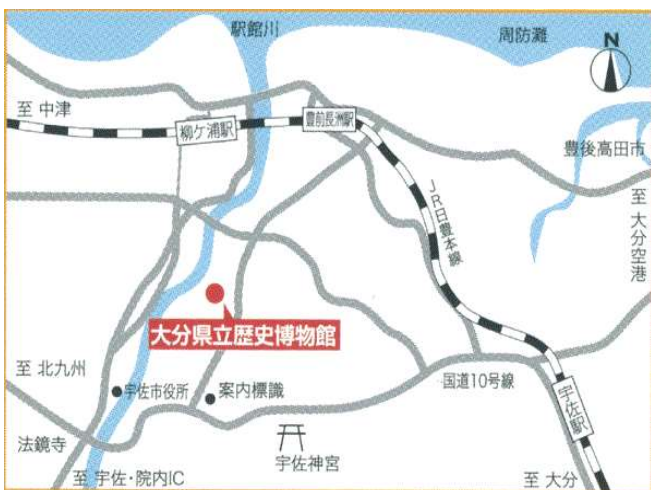 駅館川
周防灘
N
至 中津
柳ケ浦駅
豊前長洲駅
豊後高田市
至 大分空港
JR日豊本線
大分県立歴史博物館
至 北九州
宇佐市役所
案内標識
国道10号線
宇佐駅
法鏡寺
宇佐神宮
至 宇佐・院内IC
至 大分